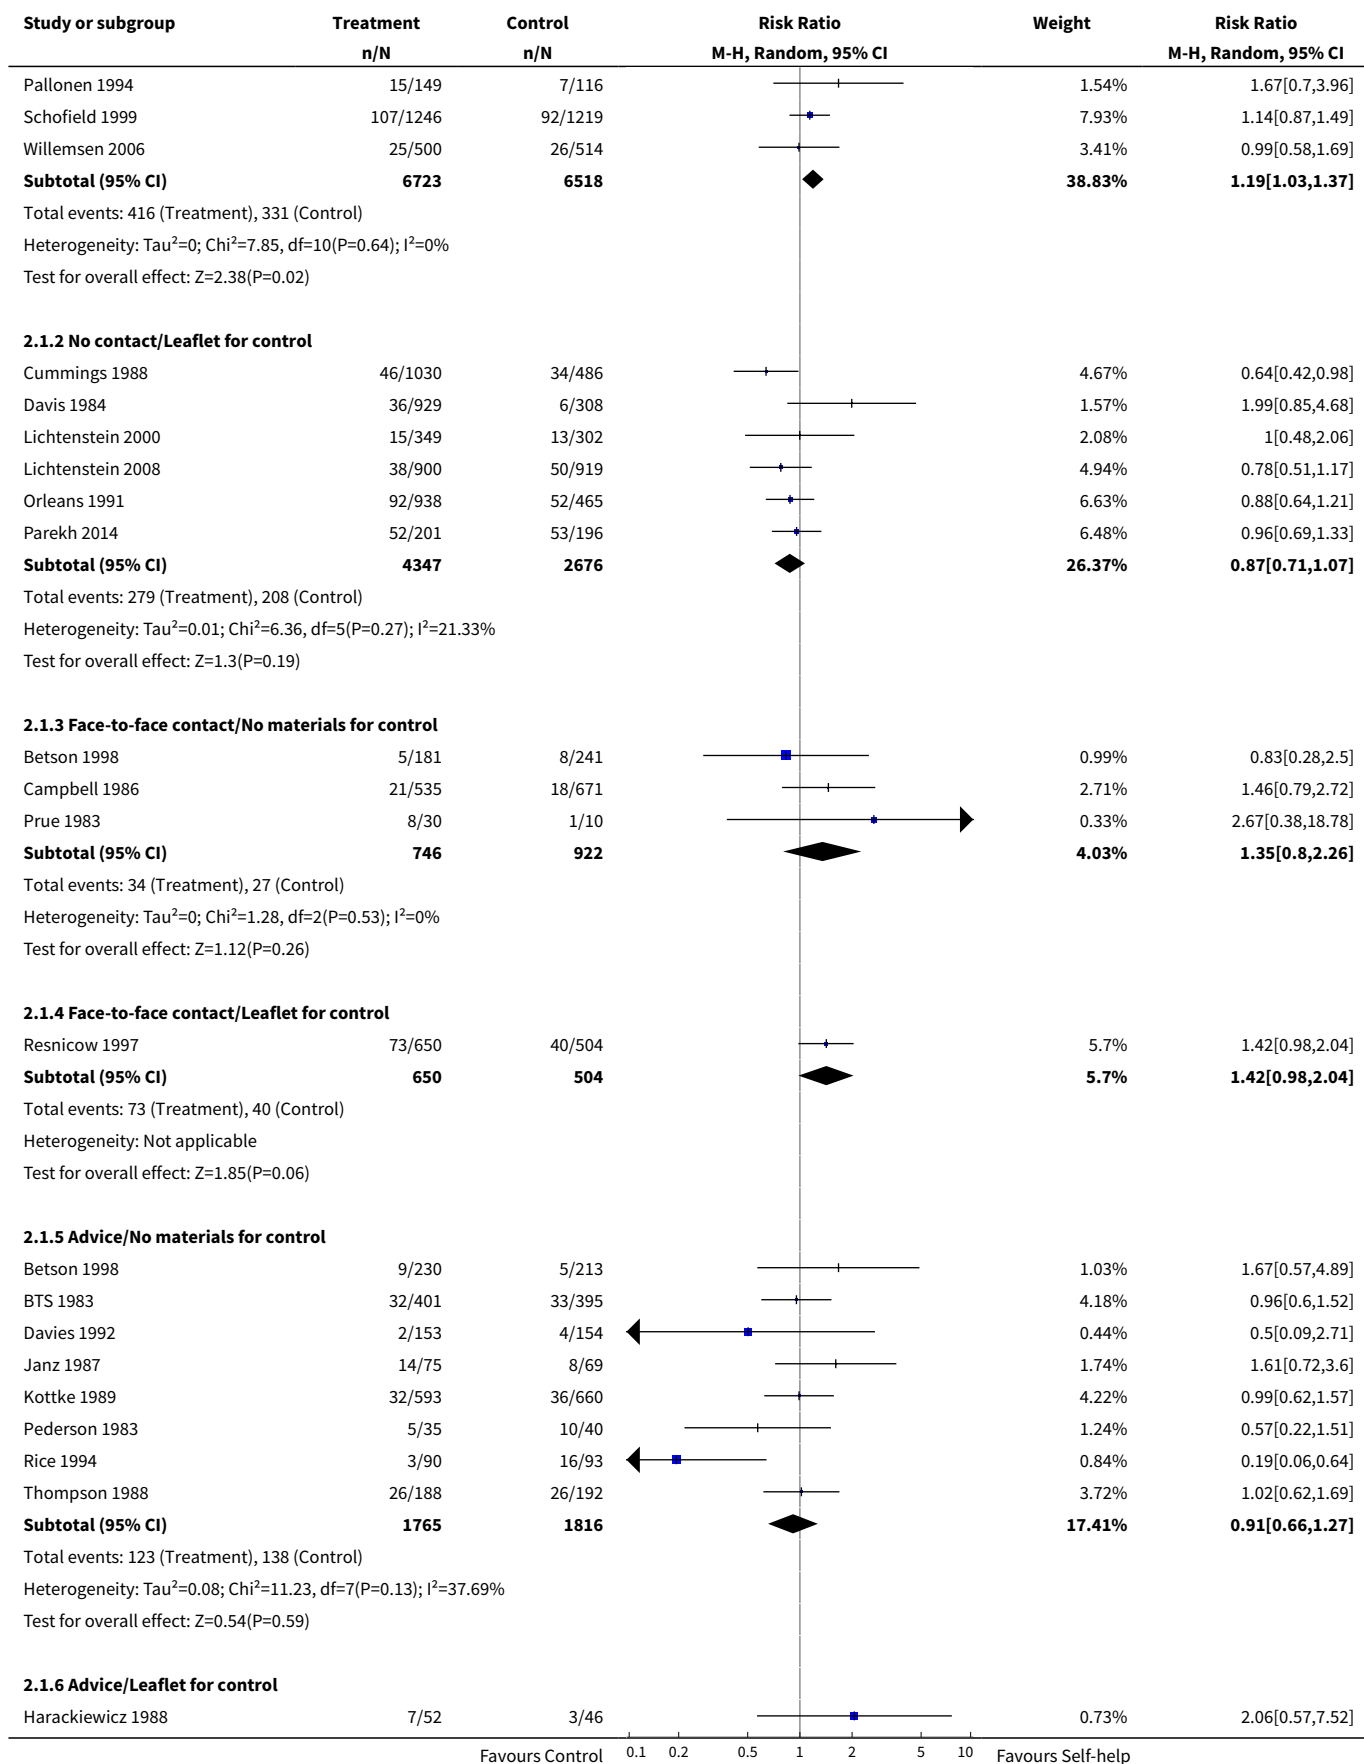 Study or subgroup Treatment Control Risk Ratio Weight Risk Ratio
n/N n/N M-H, Random, 95% CI M-H, Random, 95% CI
Pallonen 1994 15/149 7/116 1.54% 1.67[0.7,3.96]
Schofield 1999 107/1246 92/1219 7.93% 1.14[0.87,1.49]
Willemsen 2006 25/500 26/514 3.41% 0.99[0.58,1.69]
Subtotal (95% CI) 6723 6518 38.83% 1.19[1.03,1.37]
Total events: 416 (Treatment), 331 (Control)
Heterogeneity: Tau²=0; Chi²=7.85, df=10(P=0.64); I²=0%
Test for overall effect: Z=2.38(P=0.02)
2.1.2 No contact/Leaflet for control
Cummings 1988 46/1030 34/486 4.67% 0.64[0.42,0.98]
Davis 1984 36/929 6/308 1.57% 1.99[0.85,4.68]
Lichtenstein 2000 15/349 13/302 2.08% 1[0.48,2.06]
Lichtenstein 2008 38/900 50/919 4.94% 0.78[0.51,1.17]
Orleans 1991 92/938 52/465 6.63% 0.88[0.64,1.21]
Parekh 2014 52/201 53/196 6.48% 0.96[0.69,1.33]
Subtotal (95% CI) 4347 2676 26.37% 0.87[0.71,1.07]
Total events: 279 (Treatment), 208 (Control)
Heterogeneity: Tau²=0.01; Chi²=6.36, df=5(P=0.27); I²=21.33%
Test for overall effect: Z=1.3(P=0.19)
2.1.3 Face-to-face contact/No materials for control
Betson 1998 5/181 8/241 0.99% 0.83[0.28,2.5]
Campbell 1986 21/535 18/671 2.71% 1.46[0.79,2.72]
Prue 1983 8/30 1/10 0.33% 2.67[0.38,18.78]
Subtotal (95% CI) 746 922 4.03% 1.35[0.8,2.26]
Total events: 34 (Treatment), 27 (Control)
Heterogeneity: Tau²=0; Chi²=1.28, df=2(P=0.53); I²=0%
Test for overall effect: Z=1.12(P=0.26)
2.1.4 Face-to-face contact/Leaflet for control
Resnicow 1997 73/650 40/504 5.7% 1.42[0.98,2.04]
Subtotal (95% CI) 650 504 5.7% 1.42[0.98,2.04]
Total events: 73 (Treatment), 40 (Control)
Heterogeneity: Not applicable
Test for overall effect: Z=1.85(P=0.06)
2.1.5 Advice/No materials for control
Betson 1998 9/230 5/213 1.03% 1.67[0.57,4.89]
BTS 1983 32/401 33/395 4.18% 0.96[0.6,1.52]
Davies 1992 2/153 4/154 0.44% 0.5[0.09,2.71]
Janz 1987 14/75 8/69 1.74% 1.61[0.72,3.6]
Kottke 1989 32/593 36/660 4.22% 0.99[0.62,1.57]
Pederson 1983 5/35 10/40 1.24% 0.57[0.22,1.51]
Rice 1994 3/90 16/93 0.84% 0.19[0.06,0.64]
Thompson 1988 26/188 26/192 3.72% 1.02[0.62,1.69]
Subtotal (95% CI) 1765 1816 17.41% 0.91[0.66,1.27]
Total events: 123 (Treatment), 138 (Control)
Heterogeneity: Tau²=0.08; Chi²=11.23, df=7(P=0.13); I²=37.69%
Test for overall effect: Z=0.54(P=0.59)
2.1.6 Advice/Leaflet for control
Harackiewicz 1988 7/52 3/46 0.73% 2.06[0.57,7.52]
Favours Control 0.1 0.2 0.5 1 2 5 10 Favours Self-help